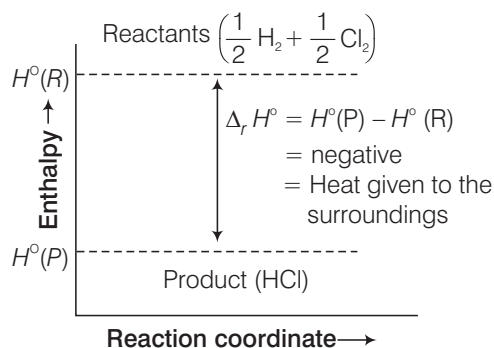 Reactants (1/2 H₂ + 1/2 Cl₂)
H°(R)
Δᵣ H° = H°(P) – H° (R)
= negative
= Heat given to the
surroundings
Enthalpy →
H°(P)
Product (HCl)
Reaction coordinate →